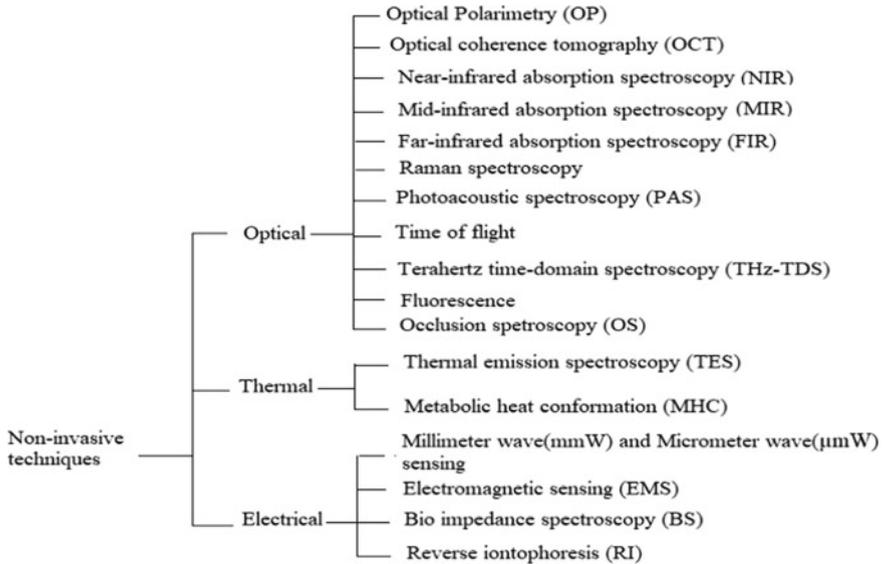 Optical Polarimetry (OP)
Optical coherence tomography (OCT)
Near-infrared absorption spectroscopy (NIR)
Mid-infrared absorption spectroscopy (MIR)
Far-infrared absorption spectroscopy (FIR)
Raman spectroscopy
Photoacoustic spectroscopy (PAS)
Optical
Time of flight
Terahertz time-domain spectroscopy (THz-TDS)
Fluorescence
Occlusion spetroscopy (OS)
Thermal
Thermal emission spectroscopy (TES)
Metabolic heat conformation (MHC)
Non-invasive
techniques
Millimeter wave(mmW) and Micrometer wave(µmW)
sensing
Electromagnetic sensing (EMS)
Electrical
Bio impedance spectroscopy (BS)
Reverse iontophoresis (RI)